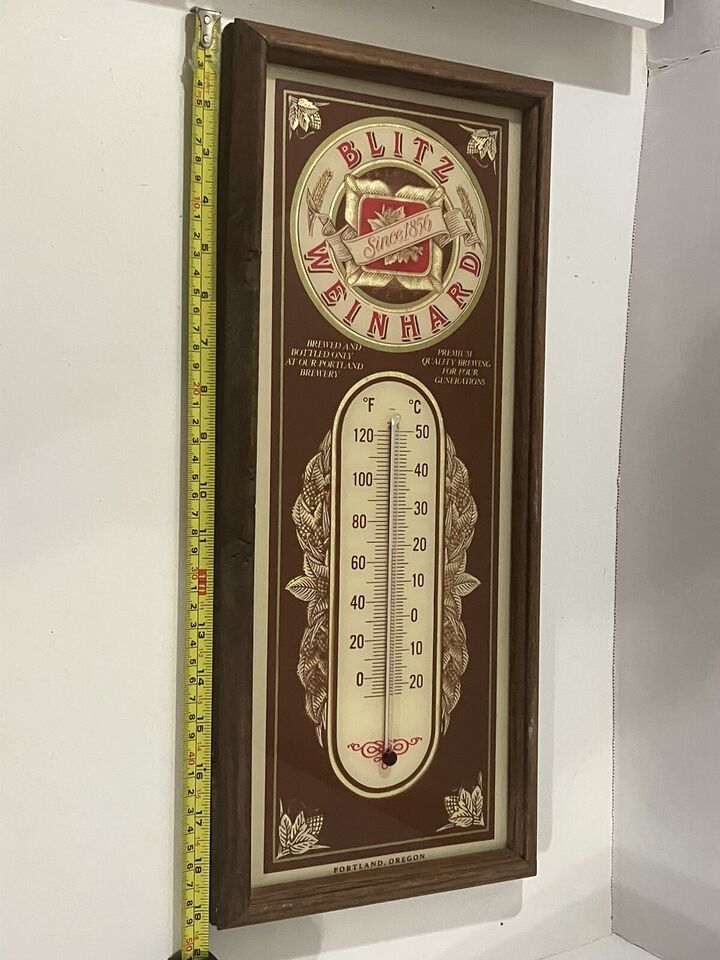 BLITZ
Since 1856
WEINHARD
BREWED AND
BOTTLED ONLY
AT OUR PORTLAND
BREWERY
PREMIUM
QUALITY BREWING
FOR FOUR
GENERATIONS
°F °C
120 50
100 40
80 30
60 20
40 10
20 0
0 10
20
PORTLAND, OREGON